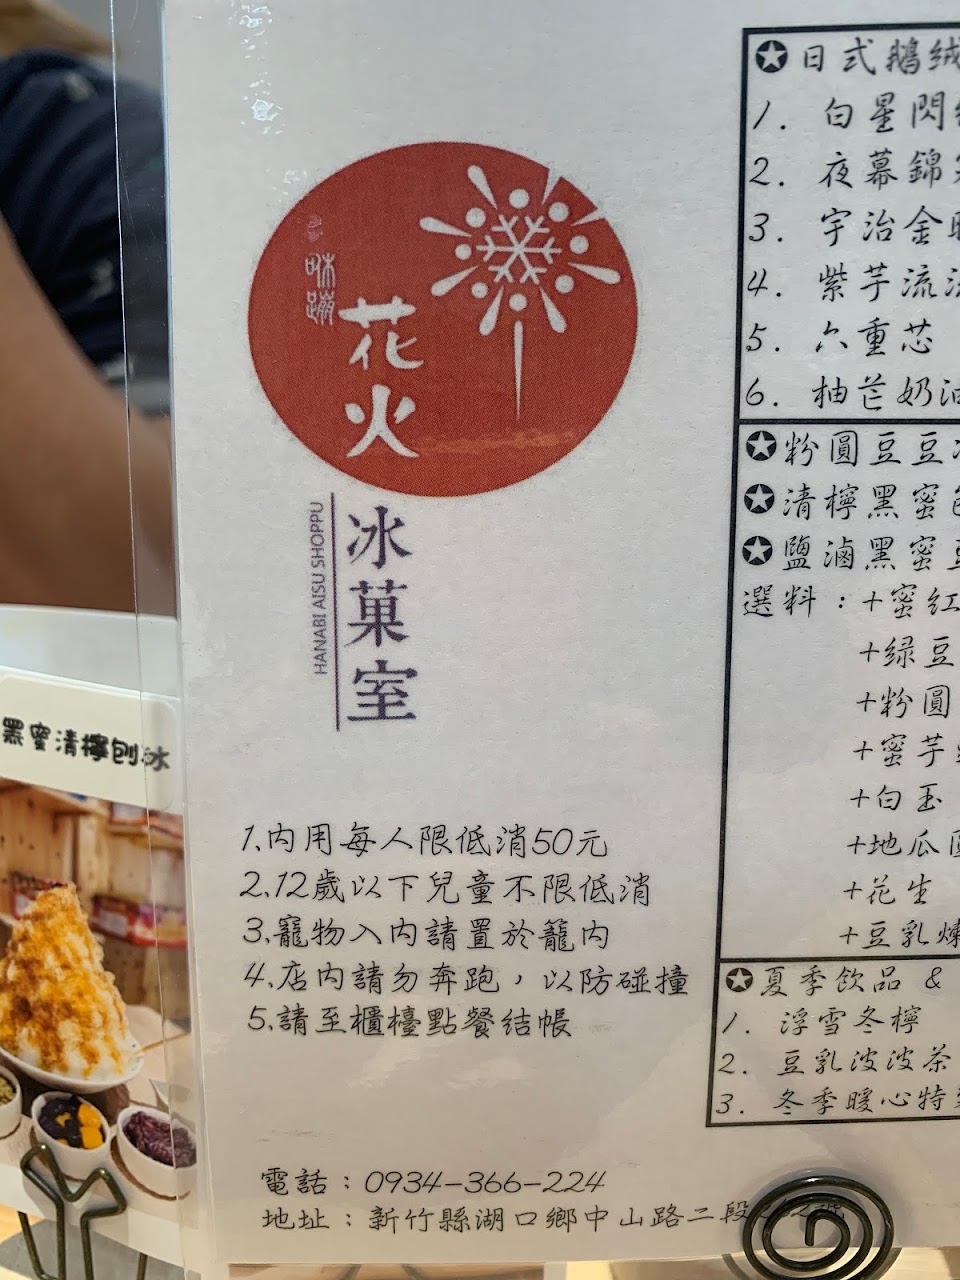 花火
冰菓室
HANABI AISU SHOPPU
1.內用每人限低消50元
2.12歲以下兒童不限低消
3.寵物入內請置於籠內
4.店內請勿奔跑，以防碰撞
5.請至櫃檯點餐結帳
電話：0934-366-224
地址：新竹縣湖口鄉中山路二段
✪日式鵝絨
1. 白星閃
2. 夜幕錦
3. 宇治金
4. 紫芋流
5. 六重芯
6. 柚芒奶油
✪粉圓豆豆
✪清檸黑蜜
✪鹽滷黑蜜豆
選料：+蜜紅
+綠豆
+粉圓
+蜜芋
+白玉
+地瓜圓
+花生
+豆乳煉
✪夏季飲品 &
1. 浮雪冬檸
2. 豆乳波波茶
3. 冬季暖心特
黑蜜清檸刨冰